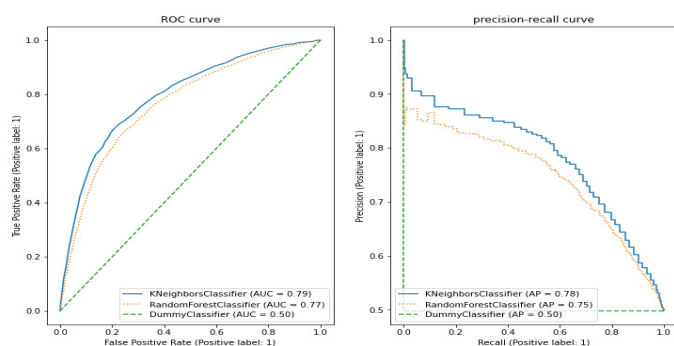 ROC curve
1.0
0.8
0.6
0.4
0.2
0.0
True Positive Rate (Positive label: 1)
KNeighborsClassifier (AUC = 0.79)
RandomForestClassifier (AUC = 0.77)
DummyClassifier (AUC = 0.50)
0.0 0.2 0.4 0.6 0.8 1.0
False Positive Rate (Positive label: 1)
precision-recall curve
1.0
0.9
0.8
0.7
0.6
0.5
Precision (Positive label: 1)
KNeighborsClassifier (AP = 0.78)
RandomForestClassifier (AP = 0.75)
DummyClassifier (AP = 0.50)
0.0 0.2 0.4 0.6 0.8 1.0
Recall (Positive label: 1)